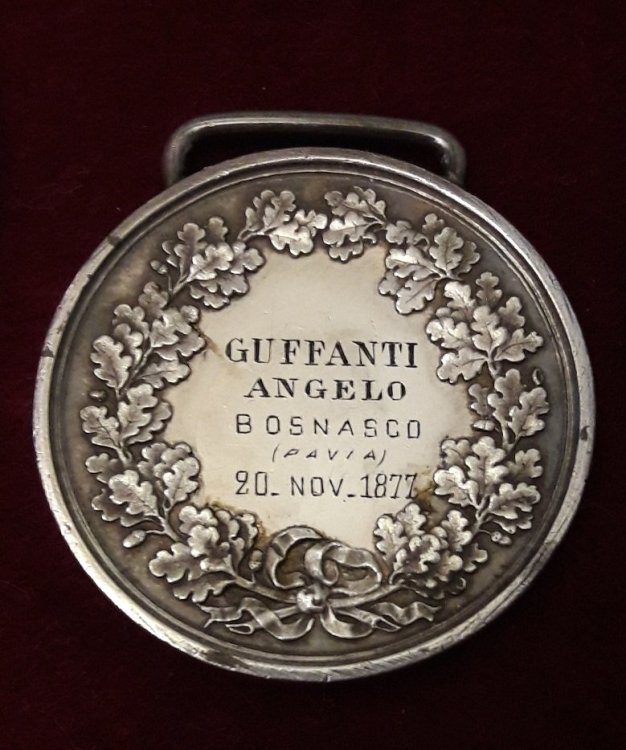 GUFFANTI
ANGELO
BOSNASCO
(PAVIA)
20. NOV. 1877